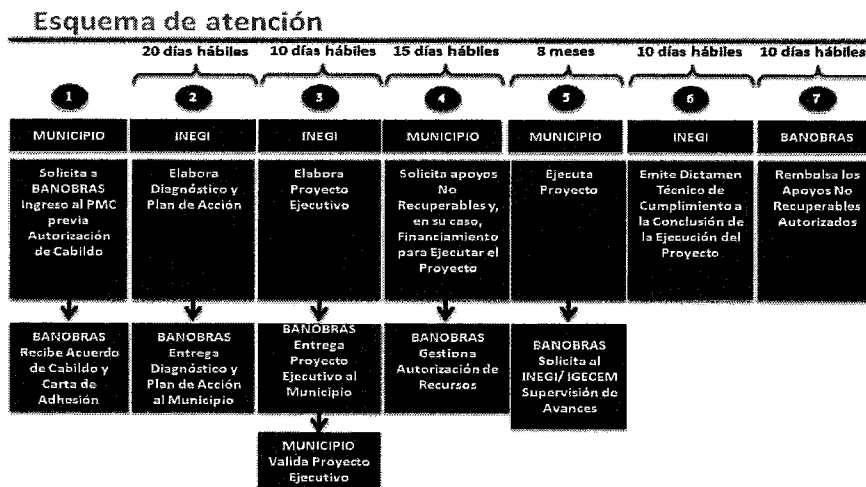 Esquema de atención
20 días hábiles
10 días hábiles
15 días hábiles
8 meses
10 días hábiles
10 días hábiles
1
2
3
4
5
6
7
MUNICIPIO
INEGI
INEGI
MUNICIPIO
MUNICIPIO
INEGI
BANOBRAS
Solicita a
BANOBRAS
Ingreso al PMC
previa
Autorización
de Cabildo
Elabora
Diagnóstico y
Plan de Acción
Elabora
Proyecto
Ejecutivo
Solicita apoyos
No
Recuperables y,
en su caso,
Financiamiento
para Ejecutar el
Proyecto
Ejecuta
Proyecto
Emite Dictamen
Técnico de
Cumplimiento a
la Conclusión de
la Ejecución del
Proyecto
Rembolsa los
Apoyos No
Recuperables
Autorizados
BANOBRAS
Recibe Acuerdo
de Cabildo y
Carta de
Adhesión
BANOBRAS
Entrega
Diagnóstico y
Plan de Acción
al Municipio
BANOBRAS
Entrega
Proyecto
Ejecutivo al
Municipio
BANOBRAS
Gestiona
Autorización de
Recursos
BANOBRAS
Solicita al
INEGI/ IGECEM
Supervisión de
Avances
MUNICIPIO
Valida Proyecto
Ejecutivo